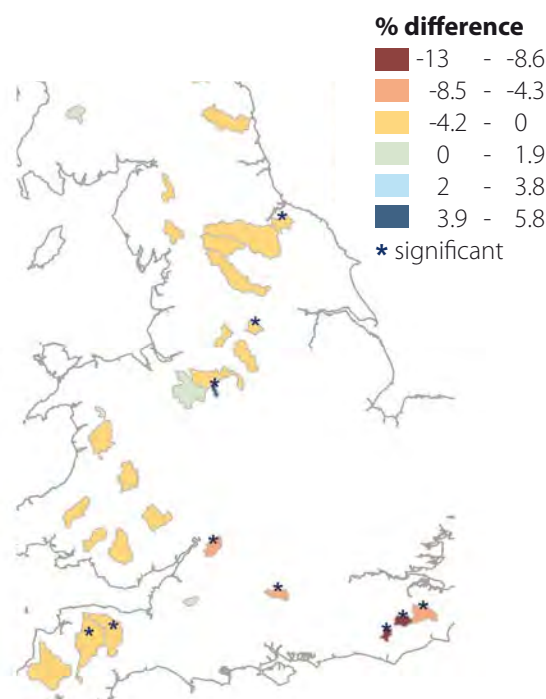 % difference
-13 - -8.6
-8.5 - -4.3
-4.2 - 0
0 - 1.9
2 - 3.8
3.9 - 5.8
* significant